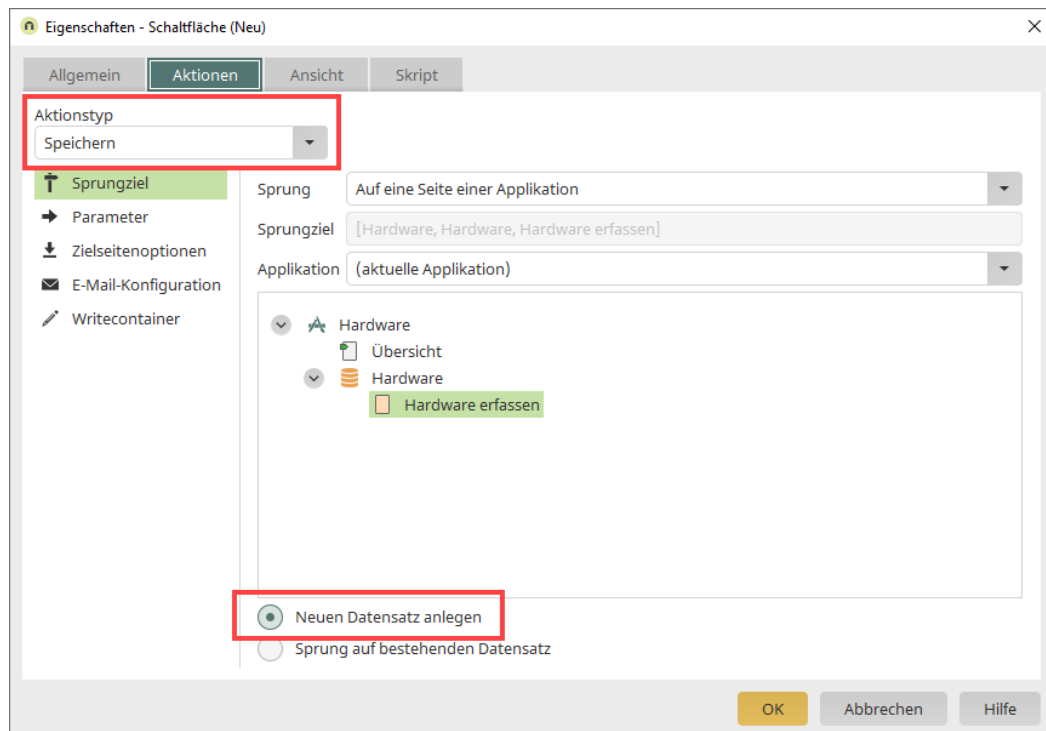 Eigenschaften - Schaltfläche (Neu)
Allgemein Aktionen Ansicht Skript
Aktionstyp
Speichern
Sprungziel
Parameter
Zielseitenoptionen
E-Mail-Konfiguration
Writecontainer
Sprung Auf eine Seite einer Applikation
Sprungziel [Hardware, Hardware, Hardware erfassen]
Applikation (aktuelle Applikation)
Hardware
Übersicht
Hardware
Hardware erfassen
Neuen Datensatz anlegen
Sprung auf bestehenden Datensatz
OK Abbrechen Hilfe